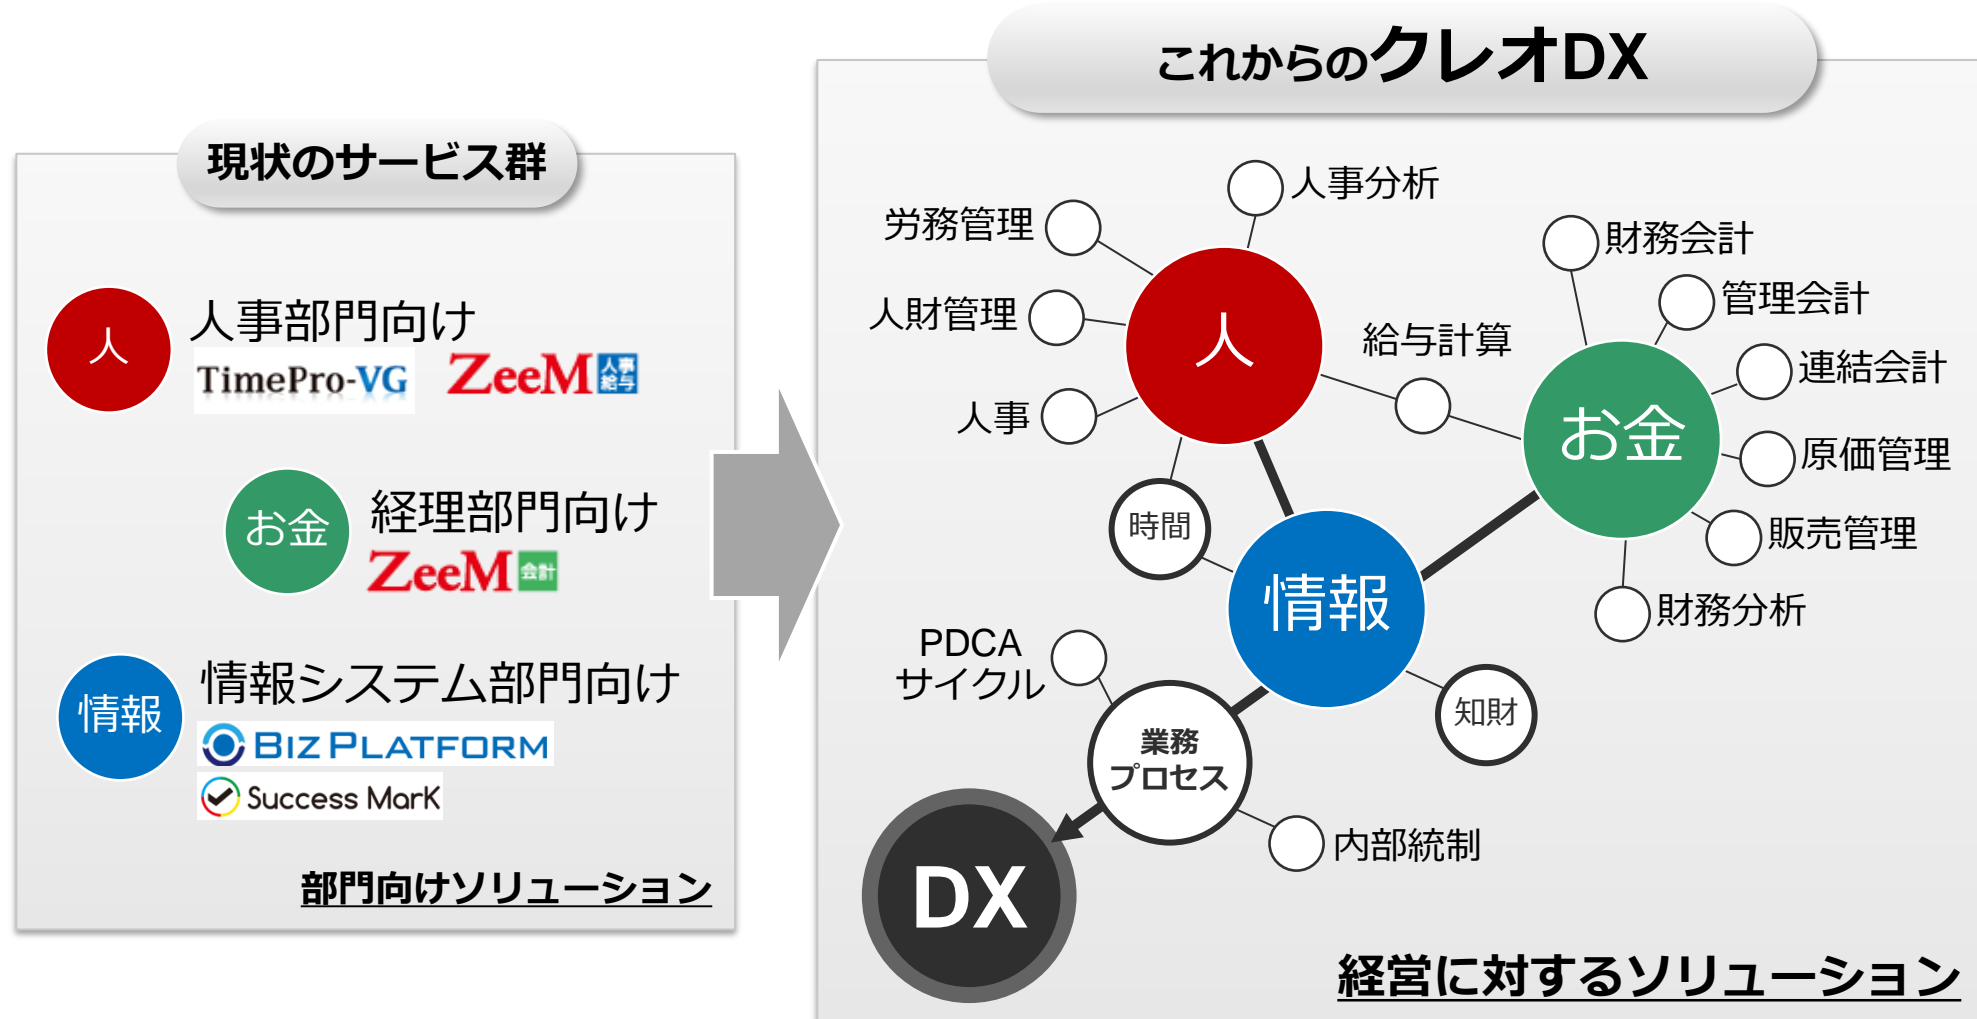 これからのクレオDX
現状のサービス群
人
人事部門向け
TimePro-VG
ZeeM 人事給与
お金
経理部門向け
ZeeM 会計
情報
情報システム部門向け
BIZ PLATFORM
Success MarK
部門向けソリューション
人事分析
労務管理
人財管理
人事
人
給与計算
時間
財務会計
管理会計
連結会計
お金
原価管理
販売管理
財務分析
情報
知財
PDCA
サイクル
業務
プロセス
内部統制
DX
経営に対するソリューション